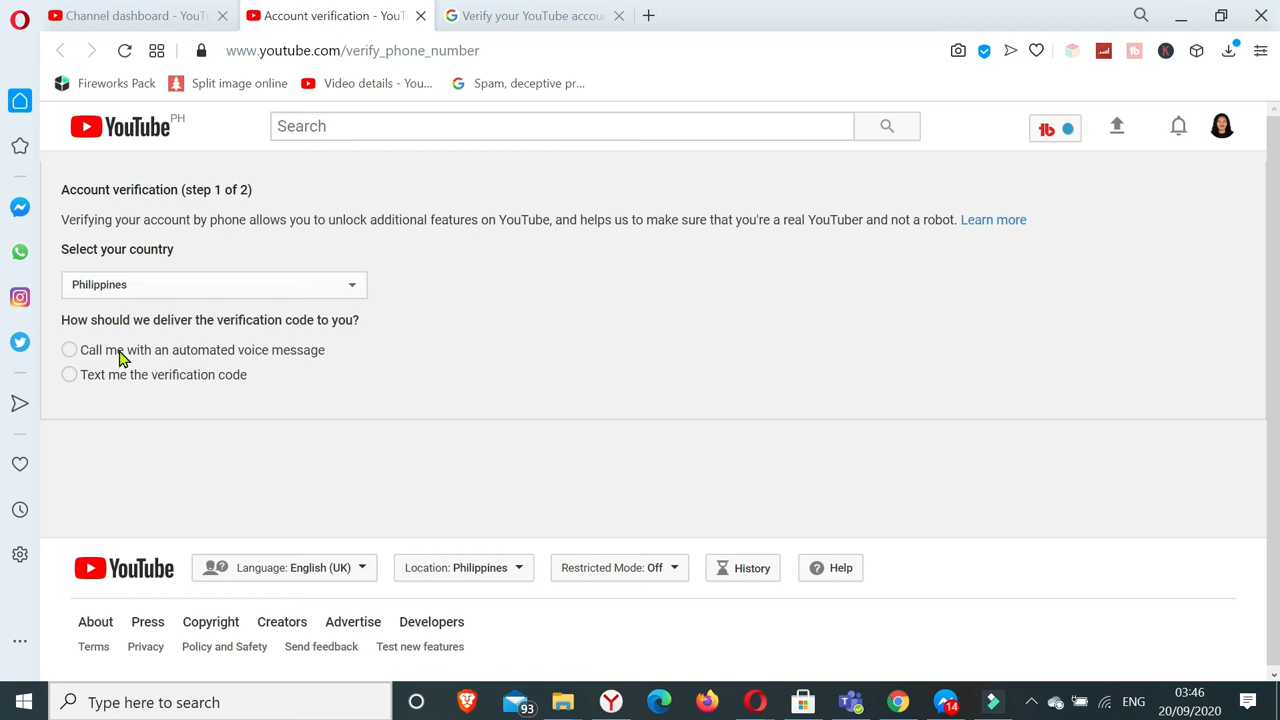 Channel dashboard - YouT
Account verification - YouT
Verify your YouTube accou
www.youtube.com/verify_phone_number
Fireworks Pack
Split image online
Video details - You...
Spam, deceptive pr...
YouTube PH
Search
Account verification (step 1 of 2)
Verifying your account by phone allows you to unlock additional features on YouTube, and helps us to make sure that you're a real YouTuber and not a robot. Learn more
Select your country
Philippines
How should we deliver the verification code to you?
Call me with an automated voice message
Text me the verification code
YouTube
Language: English (UK)
Location: Philippines
Restricted Mode: Off
History
Help
About Press Copyright Creators Advertise Developers
Terms Privacy Policy and Safety Send feedback Test new features
Type here to search
93
14
ENG
03:46
20/09/2020